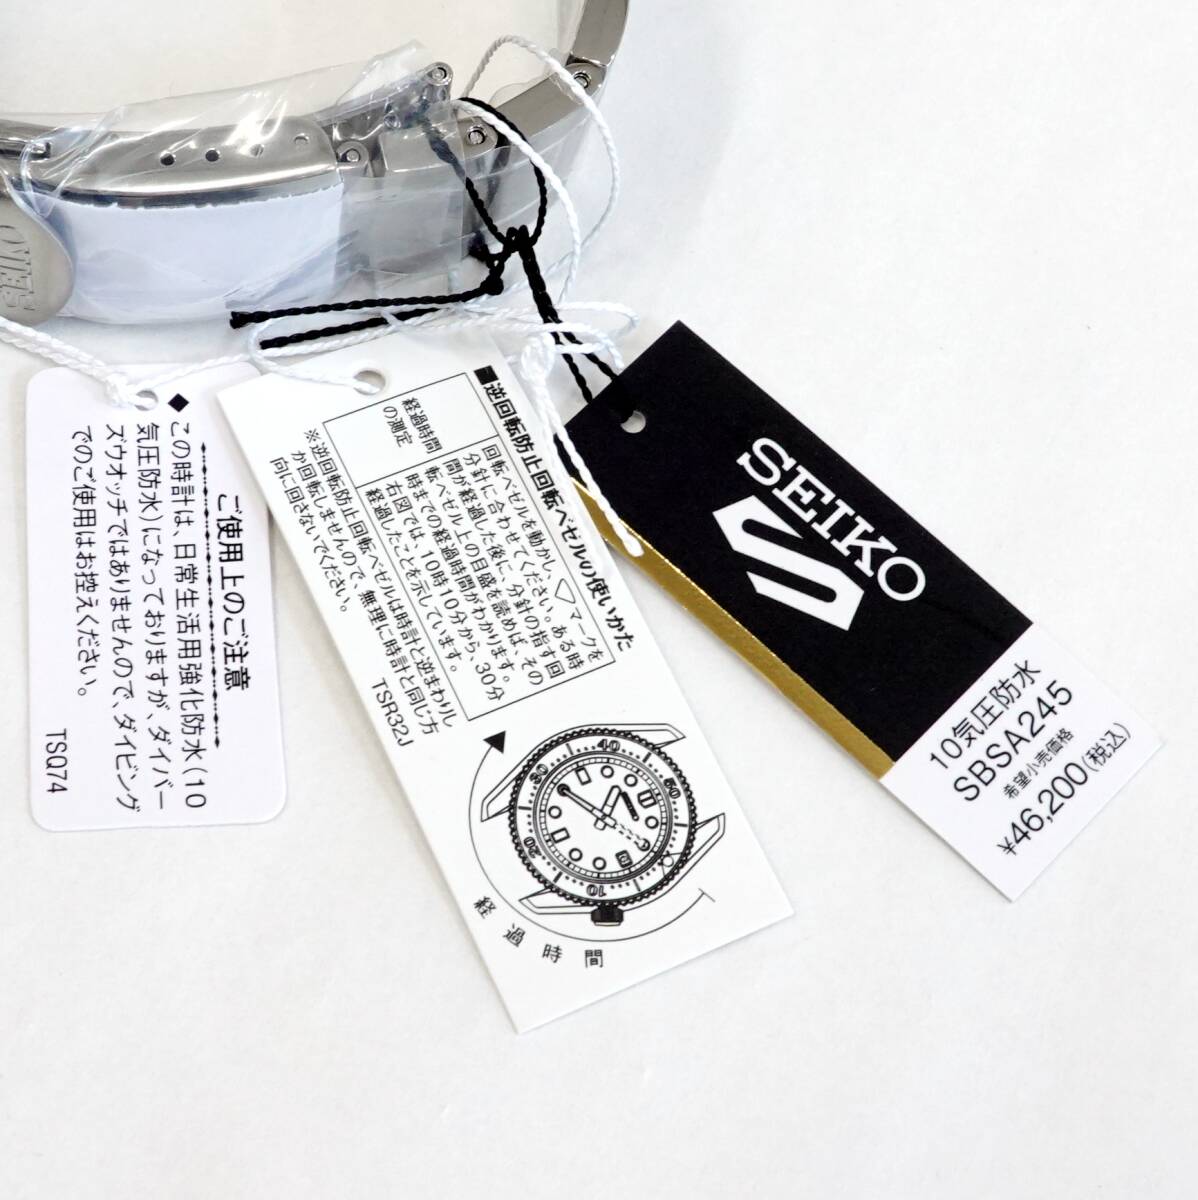 SEIKO
ご使用上のご注意
◆この時計は、日常生活用強化防水(10
気圧防水)になっておりますが、ダイバー
ズウオッチではありませんので、ダイビング
でのご使用はお控えください。
TSQ74
■逆回転防止回転ベゼルの使いかた
経過時間
の測定
回転ベゼルを動かし、▽マークを
分針に合わせてください。ある時
間が経過した後に分針の指す回
転ベゼル上の目盛を読めば、その
時までの経過時間がわかります。
右図では、10時10分から、30分
経過したことを示しています。
※逆回転防止回転ベゼルは時計と逆まわりし
か回転しませんので、無理に時計と同じ方
向に回さないでください。
TSR32J
10
20
30
40
50
経過時間
SEIKO
5
10気圧防水
SBSA245
希望小売価格
¥46,200(税込)